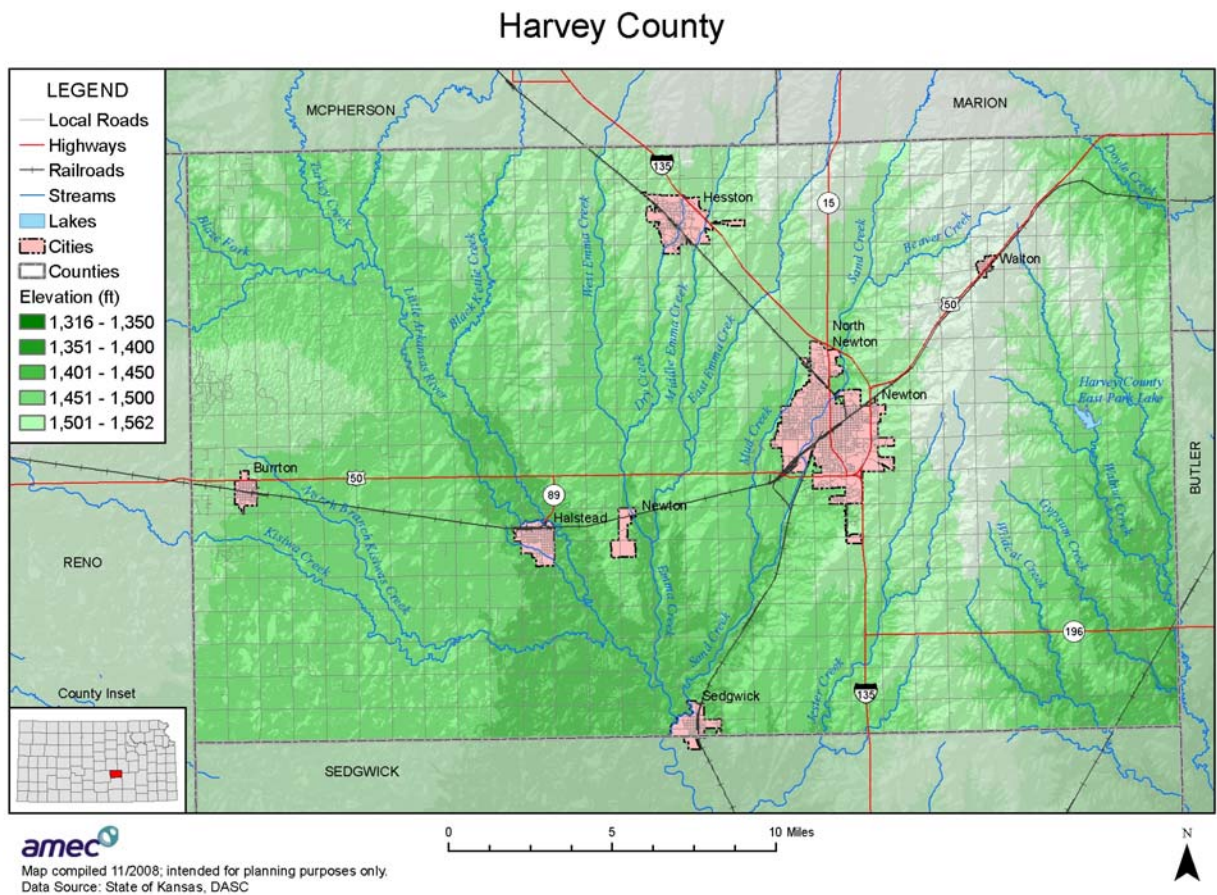 Harvey County
LEGEND
Local Roads
Highways
Railroads
Streams
Lakes
Cities
Counties
Elevation (ft)
1,316 - 1,350
1,351 - 1,400
1,401 - 1,450
1,451 - 1,500
1,501 - 1,562
MCPHERSON
MARION
135
Hesston
15
Doyle Creek
Turkey Creek
Blaze Fork
West Emma Creek
Sand Creek
Beaver Creek
Walton
Black Kettle Creek
Little Arkansas River
50
North
Newton
Middle Emma Creek
East Emma Creek
Dry Creek
Newton
Harvey County
East Park Lake
Mud Creek
BUTLER
Burrton
50
89
Halstead
Newton
Walnut Creek
Gypsum Creek
Kisiwa Creek
Kiswas Creek
RENO
Emma Creek
Sand Creek
196
County Inset
Sedgwick
135
Jester Creek
SEDGWICK
amec
0 5 10 Miles
N
Map compiled 11/2008; intended for planning purposes only.
Data Source: State of Kansas, DASC